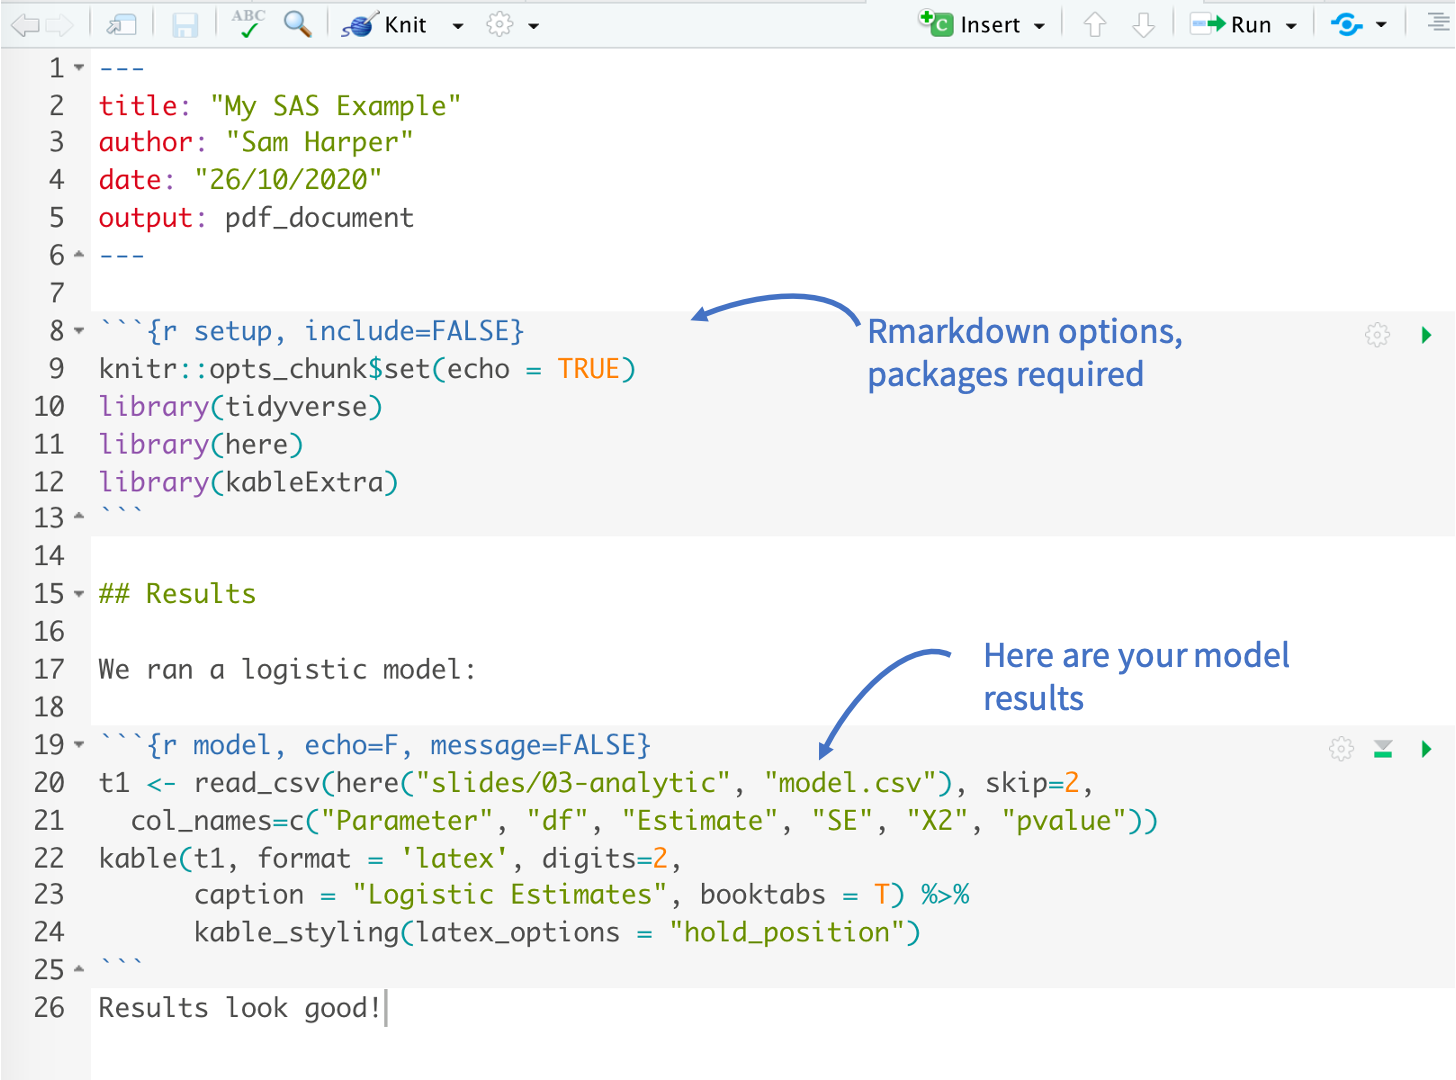 ABC Knit Insert Run
1 ---
2 title: "My SAS Example"
3 author: "Sam Harper"
4 date: "26/10/2020"
5 output: pdf_document
6 ---
7
8 ```{r setup, include=FALSE}
Rmarkdown options,
9 knitr::opts_chunk$set(echo = TRUE)
packages required
10 library(tidyverse)
11 library(here)
12 library(kableExtra)
13 ```
14
15 ## Results
16
17 We ran a logistic model:
Here are your model
18
results
19 ```{r model, echo=F, message=FALSE}
20 t1 <- read_csv(here("slides/03-analytic", "model.csv"), skip=2,
21   col_names=c("Parameter", "df", "Estimate", "SE", "X2", "pvalue"))
22 kable(t1, format = 'latex', digits=2,
23       caption = "Logistic Estimates", booktabs = T) %>%
24       kable_styling(latex_options = "hold_position")
25 ```
26 Results look good!